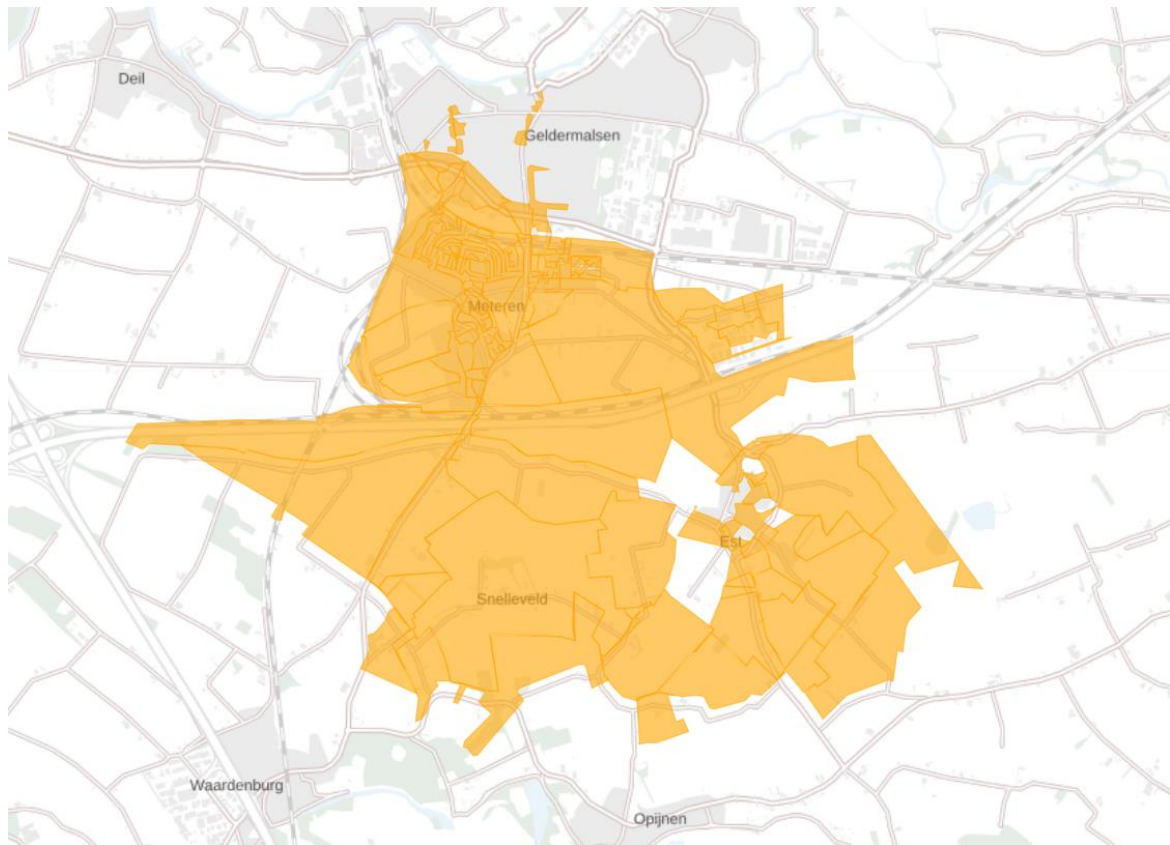 Deil
Geldermalsen
Meteren
Est
Snelleveld
Waardenburg
Opijnen